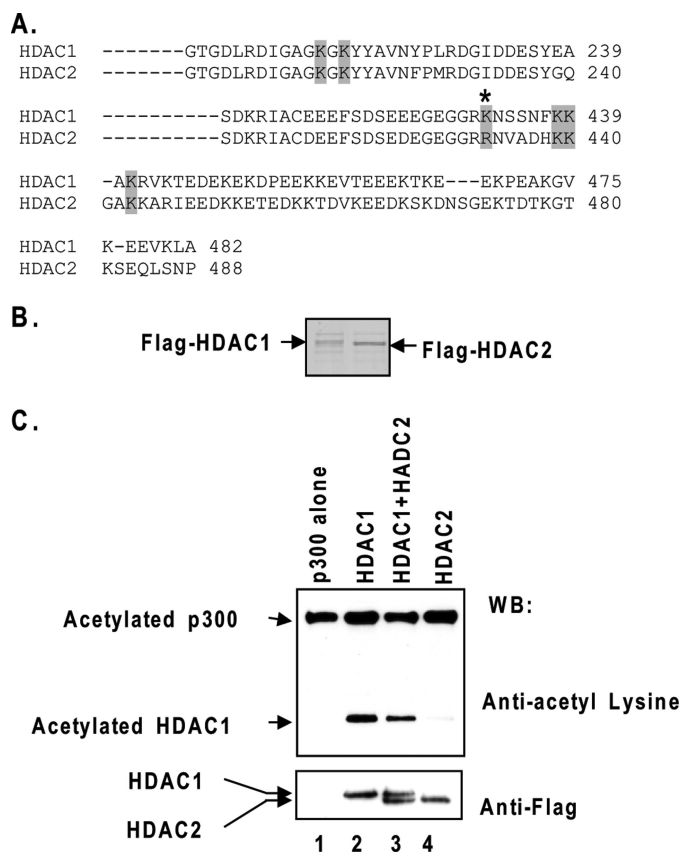 A.
HDAC1 --------GTGDLRDIGAGKGKYYAVNYPLRDGIDDESYEA 239
HDAC2 --------GTGDLRDIGAGKGKYYAVNFPMRDGIDDESYGQ 240
*
HDAC1 -----------SDKRIACEEEFSDSEEEGEGGRKNSSNFKK 439
HDAC2 -----------SDKRIACDEEFSDSEDEGEGGRRNVADHKK 440
HDAC1 -AKRVKTEDEKEKDPEEKKEVTEEEKTKE---EKPEAKGV 475
HDAC2 GAKKARIEEDKKETEDKKTDVKEEDKSKDNSGEKTDTKGT 480
HDAC1 K-EEVKLA 482
HDAC2 KSEQLSNP 488
B.
Flag-HDAC1 Flag-HDAC2
C.
p300 alone
HDAC1
HDAC1+HADC2
HDAC2
WB:
Acetylated p300
Anti-acetyl Lysine
Acetylated HDAC1
HDAC1
Anti-Flag
HDAC2
1 2 3 4